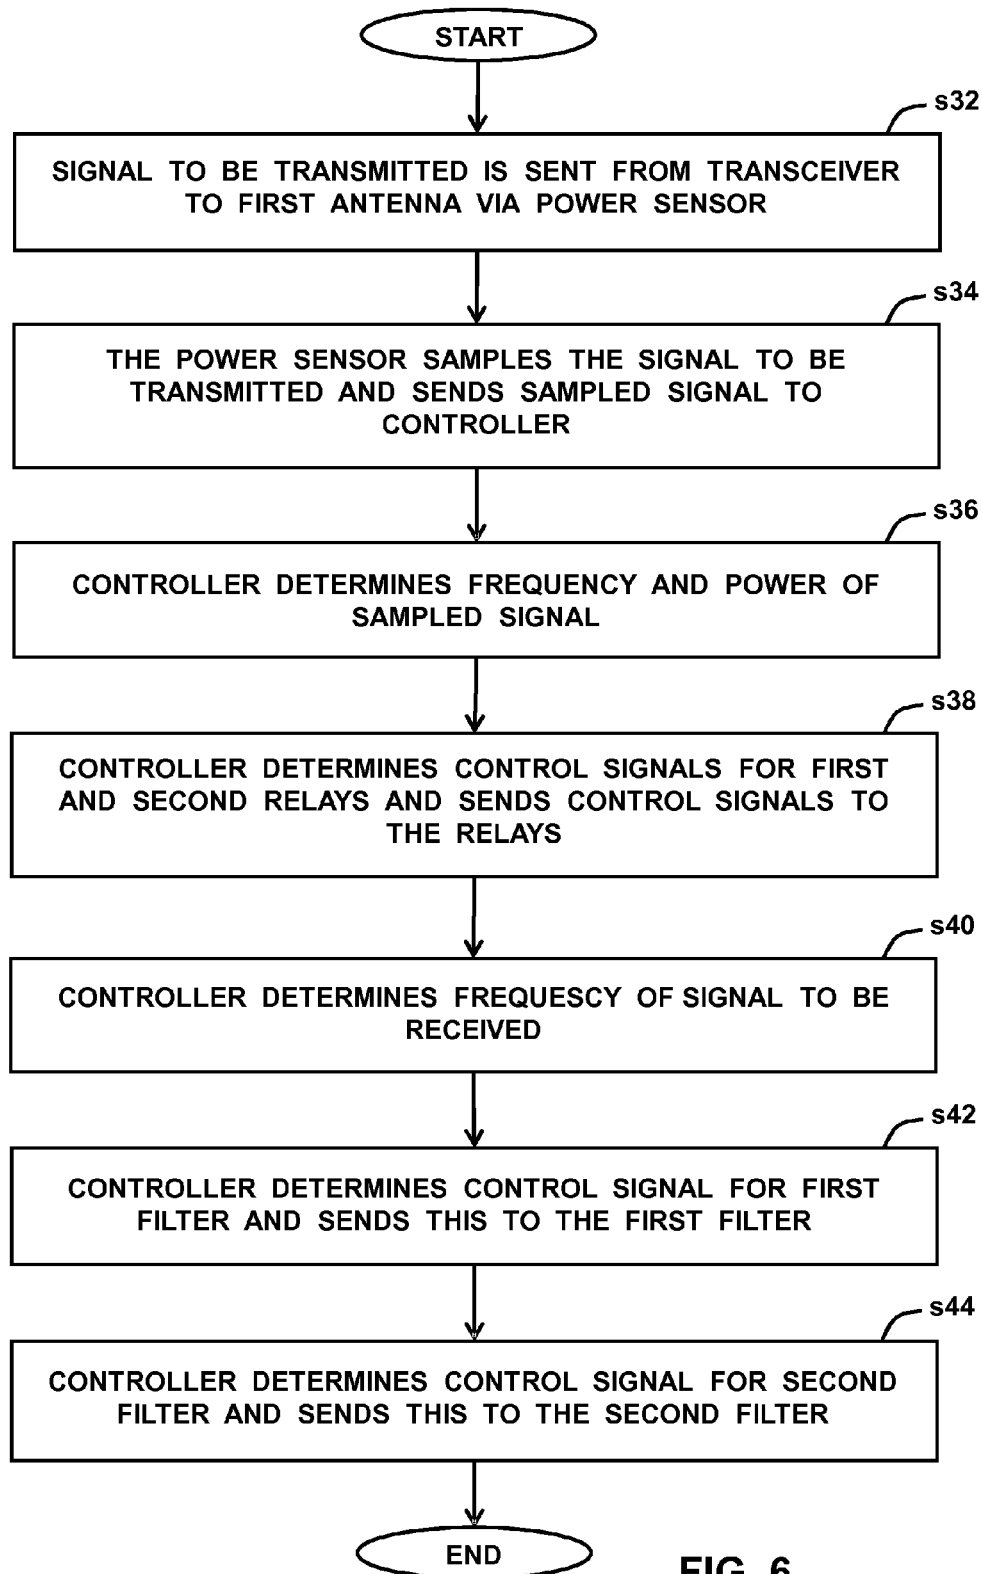 START
s32
SIGNAL TO BE TRANSMITTED IS SENT FROM TRANSCEIVER
TO FIRST ANTENNA VIA POWER SENSOR
s34
THE POWER SENSOR SAMPLES THE SIGNAL TO BE
TRANSMITTED AND SENDS SAMPLED SIGNAL TO
CONTROLLER
s36
CONTROLLER DETERMINES FREQUENCY AND POWER OF
SAMPLED SIGNAL
s38
CONTROLLER DETERMINES CONTROL SIGNALS FOR FIRST
AND SECOND RELAYS AND SENDS CONTROL SIGNALS TO
THE RELAYS
s40
CONTROLLER DETERMINES FREQUESCY OF SIGNAL TO BE
RECEIVED
s42
CONTROLLER DETERMINES CONTROL SIGNAL FOR FIRST
FILTER AND SENDS THIS TO THE FIRST FILTER
s44
CONTROLLER DETERMINES CONTROL SIGNAL FOR SECOND
FILTER AND SENDS THIS TO THE SECOND FILTER
END
FIG. 6